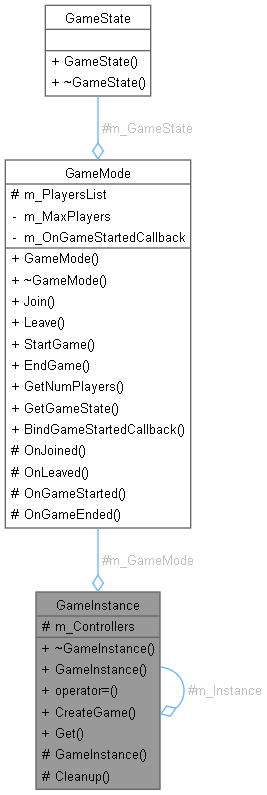 GameState
+ GameState()
+ ~GameState()
#m_GameState
GameMode
# m_PlayersList
- m_MaxPlayers
- m_OnGameStartedCallback
+ GameMode()
+ ~GameMode()
+ Join()
+ Leave()
+ StartGame()
+ EndGame()
+ GetNumPlayers()
+ GetGameState()
+ BindGameStartedCallback()
# OnJoined()
# OnLeaved()
# OnGameStarted()
# OnGameEnded()
#m_GameMode
GameInstance
# m_Controllers
+ ~GameInstance()
+ GameInstance()
+ operator=()
+ CreateGame()
+ Get()
# GameInstance()
# Cleanup()
#m_Instance